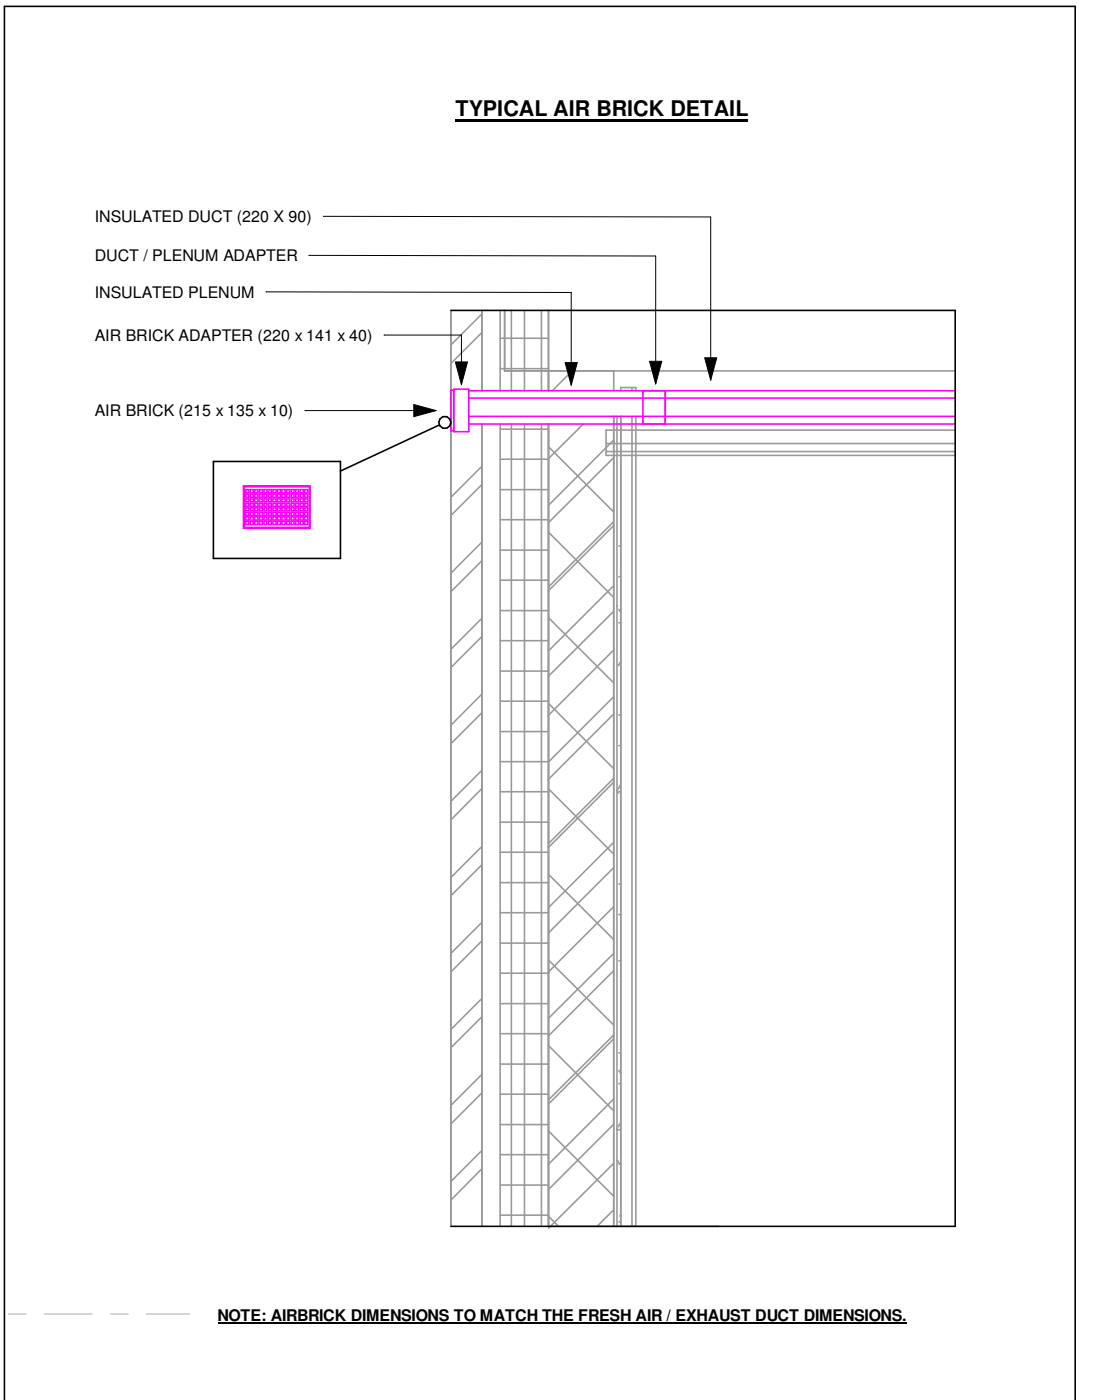 TYPICAL AIR BRICK DETAIL
INSULATED DUCT (220 X 90)
DUCT / PLENUM ADAPTER
INSULATED PLENUM
AIR BRICK ADAPTER (220 x 141 x 40)
AIR BRICK (215 x 135 x 10)
NOTE: AIRBRICK DIMENSIONS TO MATCH THE FRESH AIR / EXHAUST DUCT DIMENSIONS.